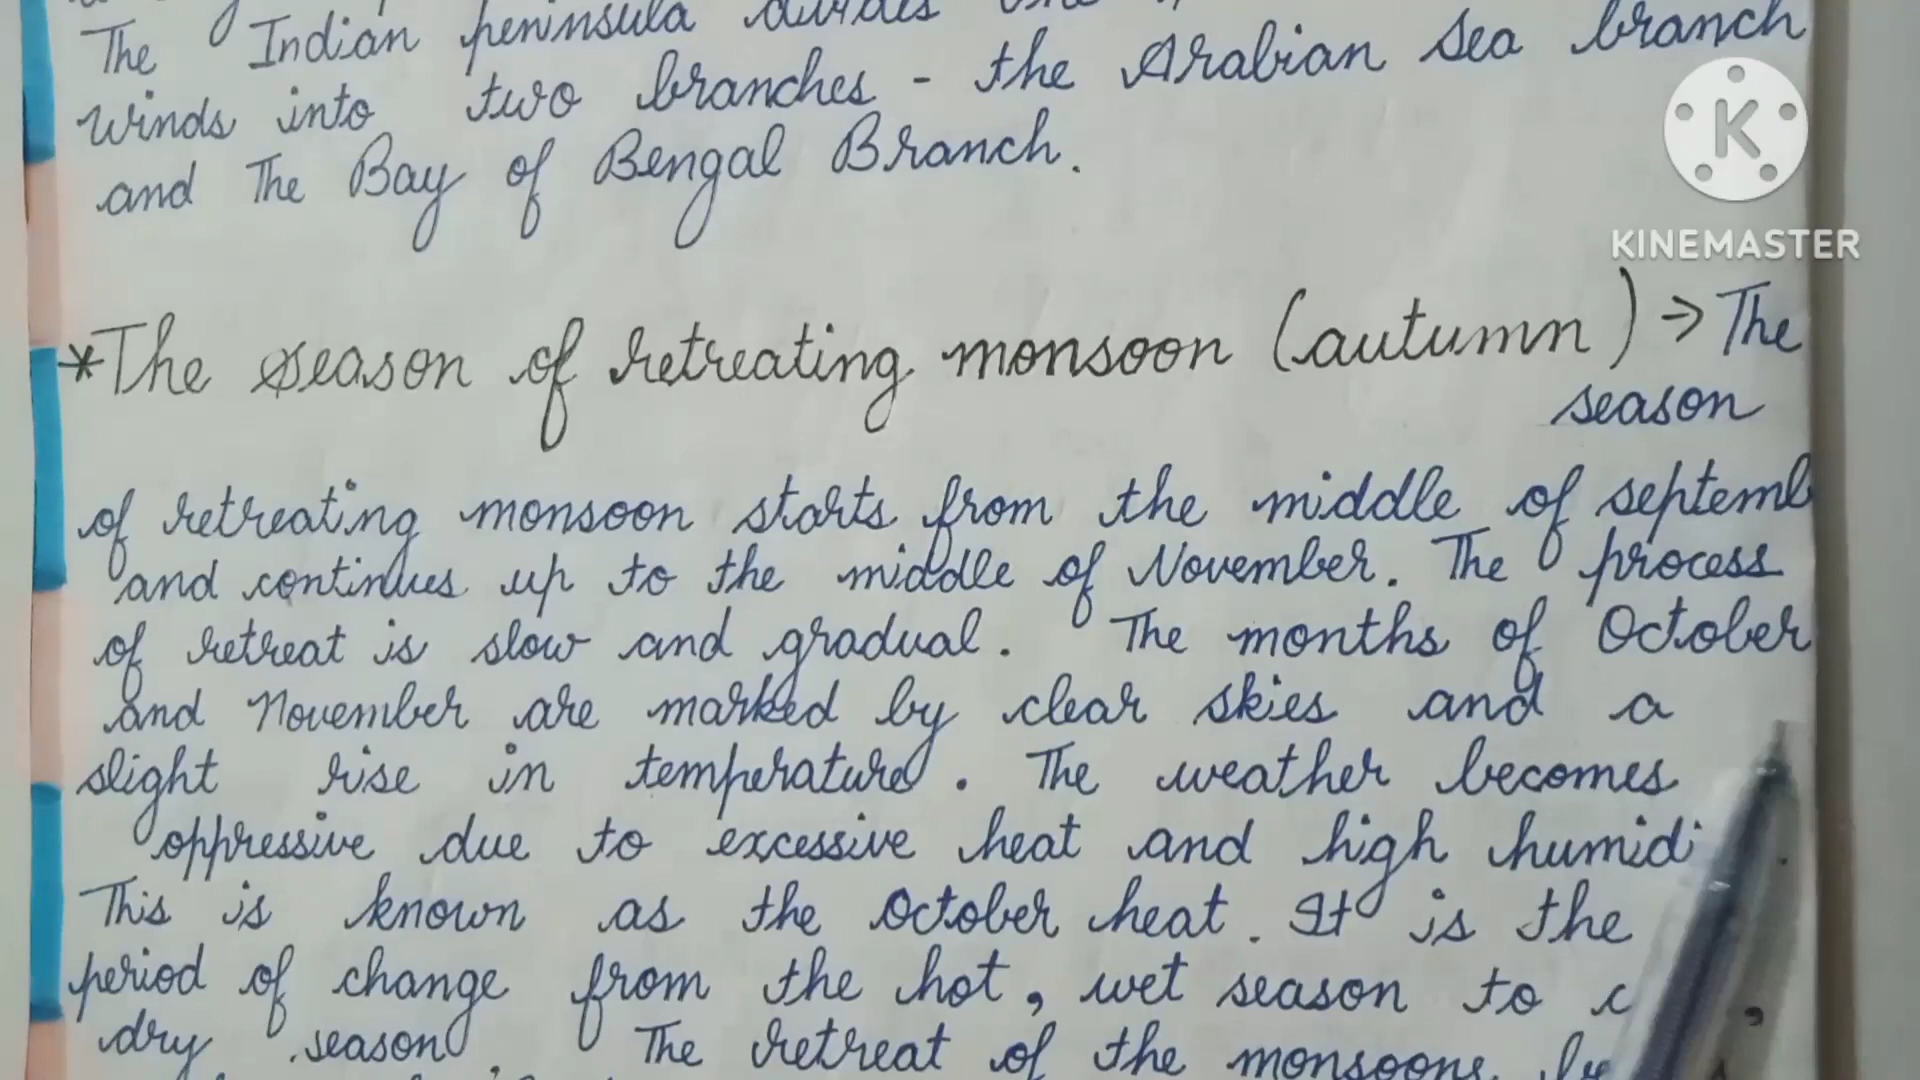 The Indian peninsula divides
winds into two branches - the Arabian sea branch
and The Bay of Bengal Branch.
KINEMASTER
*The season of retreating monsoon (autumn) → The
season
of retreating monsoon starts from the middle of septemb
and continues up to the middle of November. The process
of retreat is slow and gradual. The months of October
and November are marked by clear skies and a
slight rise in temperature. The weather becomes
oppressive due to excessive heat and high humidi
This is known as the October heat. It is the
period of change from the hot, wet season to
dry season. The retreat of the monsoons